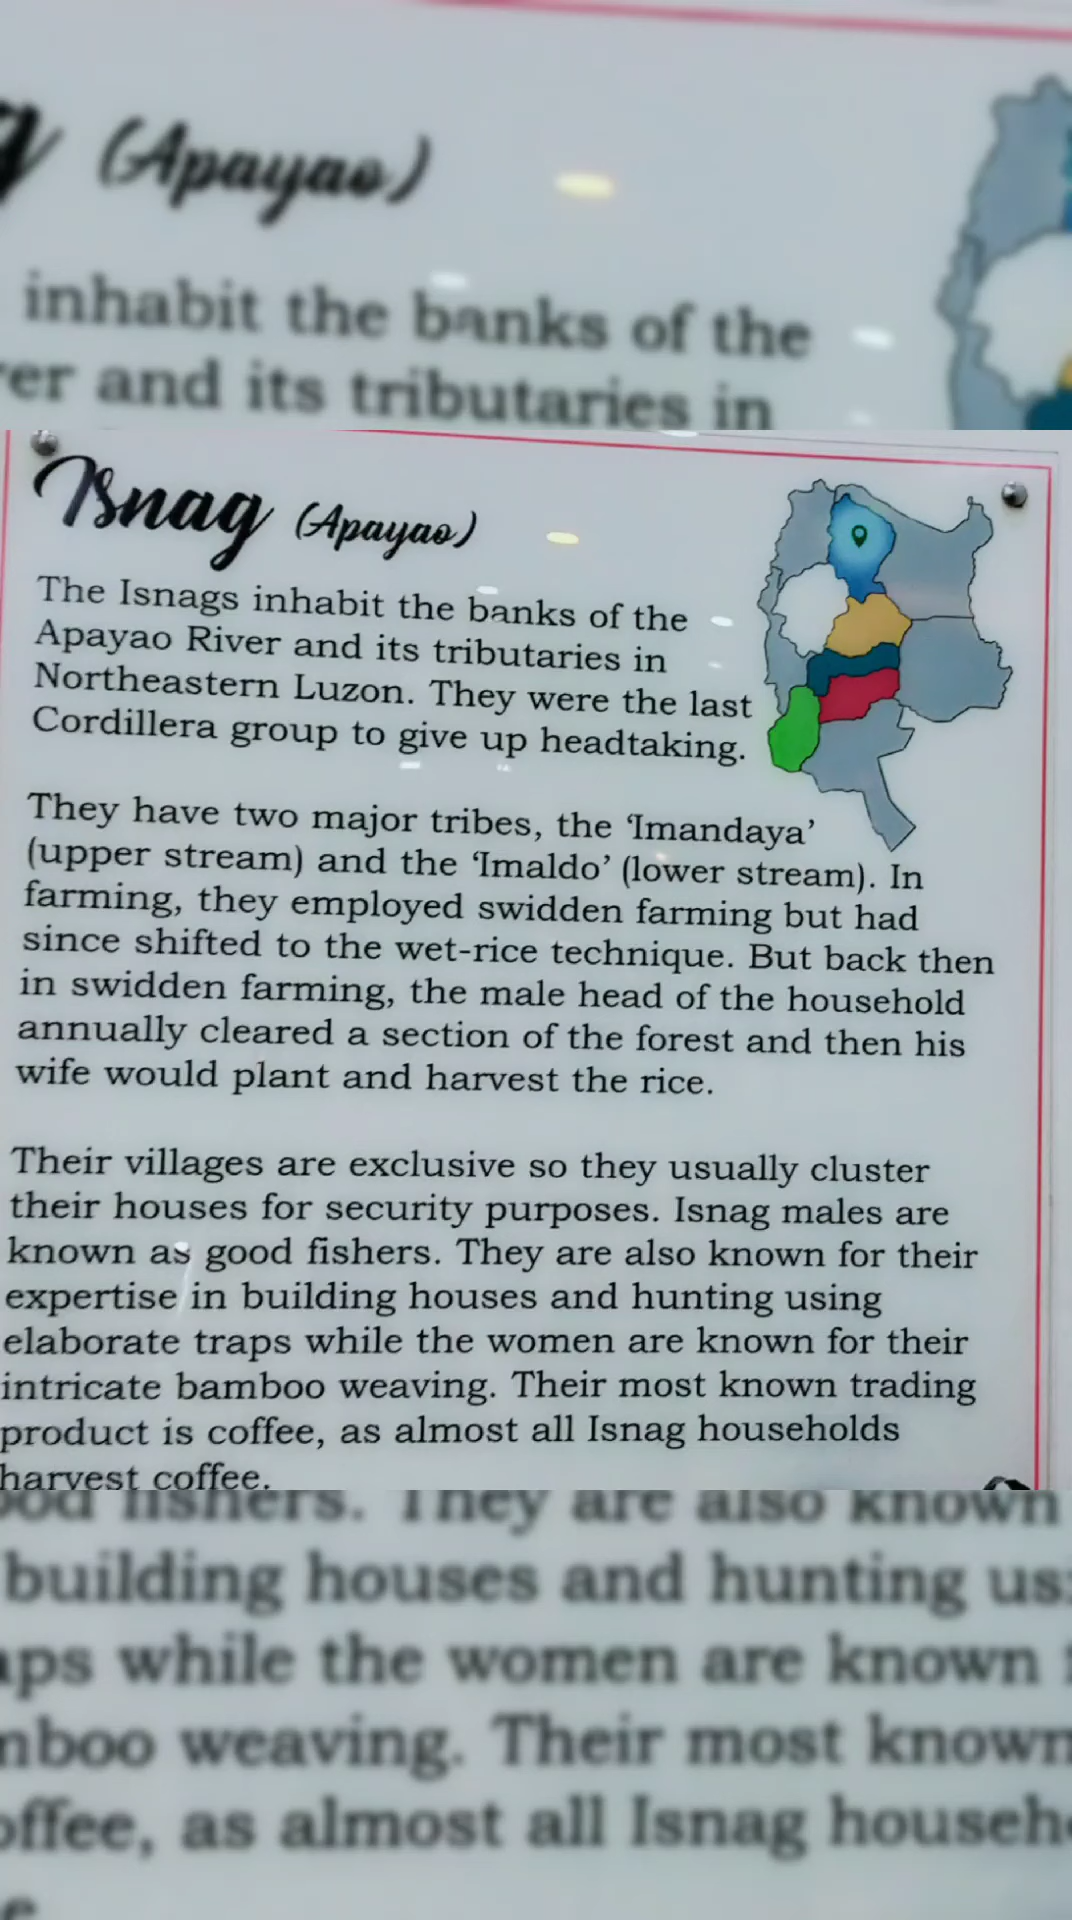 (Apayao)
inhabit the banks of the
and its tributaries in
Isnag (Apayao)
The Isnags inhabit the banks of the
Apayao River and its tributaries in
Northeastern Luzon. They were the last
Cordillera group to give up headtaking.
They have two major tribes, the ‘Imandaya’
(upper stream) and the ‘Imaldo’ (lower stream). In
farming, they employed swidden farming but had
since shifted to the wet-rice technique. But back then
in swidden farming, the male head of the household
annually cleared a section of the forest and then his
wife would plant and harvest the rice.
Their villages are exclusive so they usually cluster
their houses for security purposes. Isnag males are
known as good fishers. They are also known for their
expertise in building houses and hunting using
elaborate traps while the women are known for their
intricate bamboo weaving. Their most known trading
product is coffee, as almost all Isnag households
harvest coffee.
fishers. They are also known
building houses and hunting
while the women are known
weaving. Their most known
as almost all Isnag